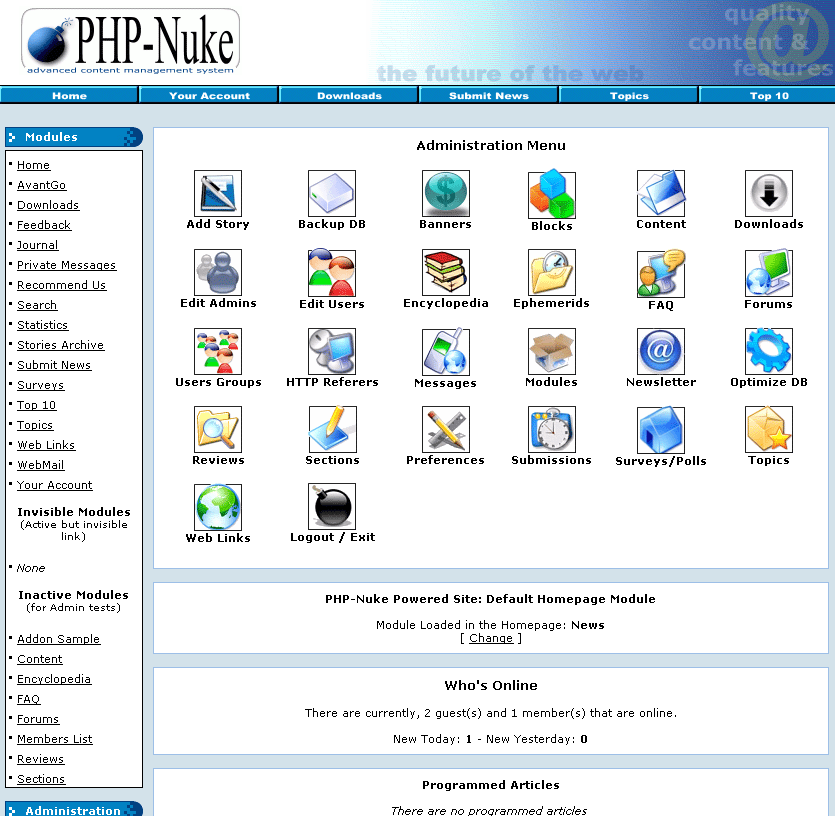 PHP-Nuke
advanced content management system
quality
content &
features
the future of the web
Home
Your Account
Downloads
Submit News
Topics
Top 10
Modules
Home
AvantGo
Downloads
Feedback
Journal
Private Messages
Recommend Us
Search
Statistics
Stories Archive
Submit News
Surveys
Top 10
Topics
Web Links
WebMail
Your Account
Invisible Modules
(Active but invisible
link)
None
Inactive Modules
(for Admin tests)
Addon Sample
Content
Encyclopedia
FAQ
Forums
Members List
Reviews
Sections
Administration
Administration Menu
Add Story
Backup DB
Banners
Blocks
Content
Downloads
Edit Admins
Edit Users
Encyclopedia
Ephemerids
FAQ
Forums
Users Groups
HTTP Referers
Messages
Modules
Newsletter
Optimize DB
Reviews
Sections
Preferences
Submissions
Surveys/Polls
Topics
Web Links
Logout / Exit
PHP-Nuke Powered Site: Default Homepage Module
Module Loaded in the Homepage: News
[ Change ]
Who's Online
There are currently, 2 guest(s) and 1 member(s) that are online.
New Today: 1 - New Yesterday: 0
Programmed Articles
There are no programmed articles